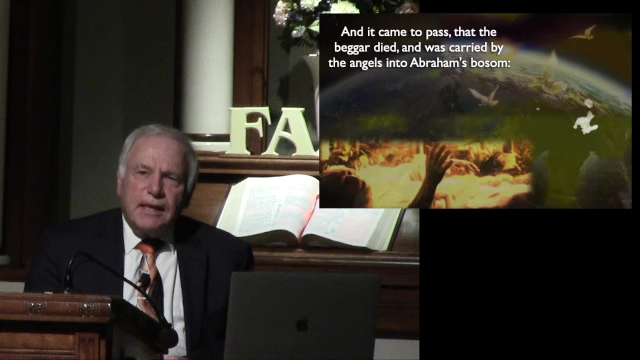 And it came to pass, that the
beggar died, and was carried by
the angels into Abraham's bosom:
FA